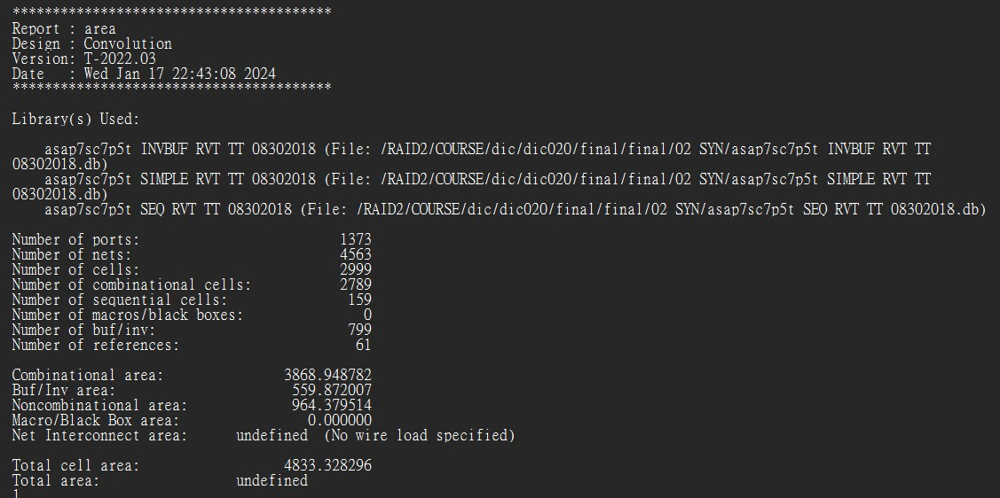 ****************************************
Report : area
Design : Convolution
Version: T-2022.03
Date   : Wed Jan 17 22:43:08 2024
****************************************
Library(s) Used:
asap7sc7p5t INVBUF RVT TT 08302018 (File: /RAID2/COURSE/dic/dic020/final/final/02 SYN/asap7sc7p5t INVBUF RVT TT
08302018.db)
asap7sc7p5t SIMPLE RVT TT 08302018 (File: /RAID2/COURSE/dic/dic020/final/final/02 SYN/asap7sc7p5t SIMPLE RVT TT
08302018.db)
asap7sc7p5t SEQ RVT TT 08302018 (File: /RAID2/COURSE/dic/dic020/final/final/02 SYN/asap7sc7p5t SEQ RVT TT 08302018.db)
Number of ports: 1373
Number of nets: 4563
Number of cells: 2999
Number of combinational cells: 2789
Number of sequential cells: 159
Number of macros/black boxes: 0
Number of buf/inv: 799
Number of references: 61
Combinational area: 3868.948782
Buf/Inv area: 559.872007
Noncombinational area: 964.379514
Macro/Black Box area: 0.000000
Net Interconnect area: undefined (No wire load specified)
Total cell area: 4833.328296
Total area: undefined
1